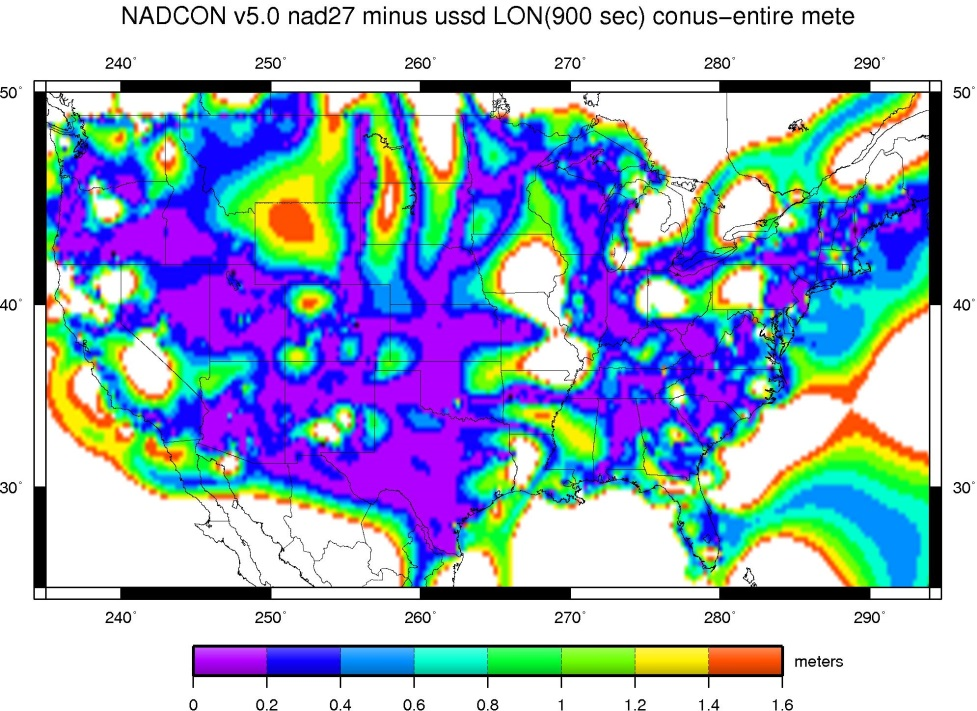 NADCON v5.0 nad27 minus ussd LON(900 sec) conus−entire mete
240° 250° 260° 270° 280° 290°
50° 50°
40° 40°
30° 30°
240° 250° 260° 270° 280° 290°
meters
0 0.2 0.4 0.6 0.8 1 1.2 1.4 1.6